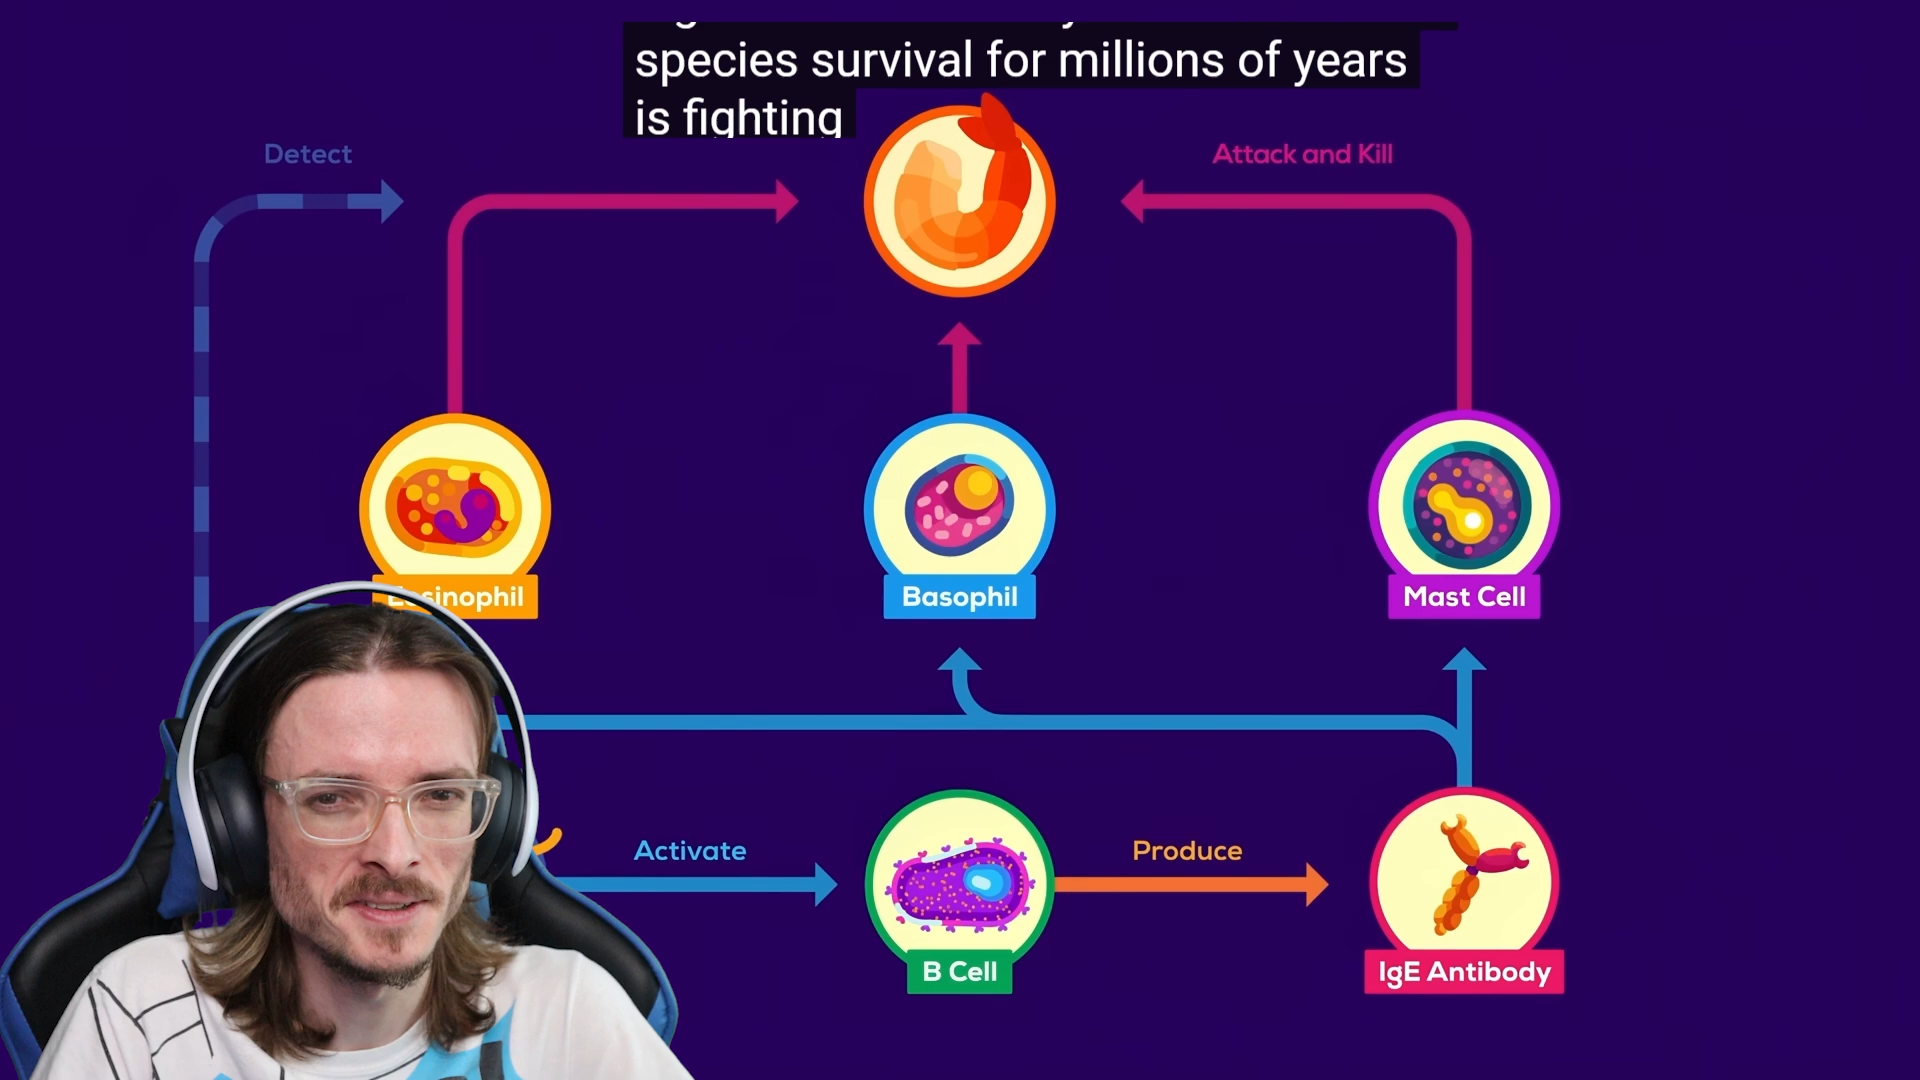 species survival for millions of years
is fighting
Detect
Attack and Kill
Eosinophil
Basophil
Mast Cell
Activate
Produce
B Cell
IgE Antibody